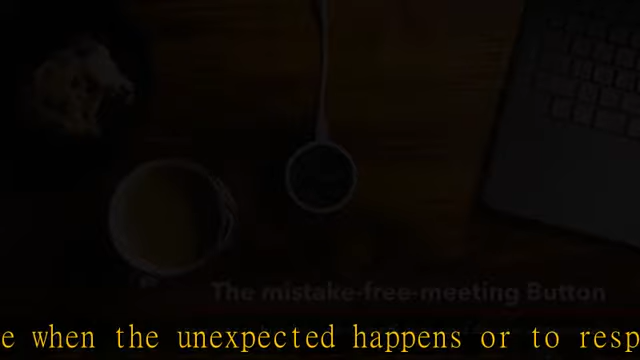 The mistake-free-meeting Button
e when the unexpected happens or to resp